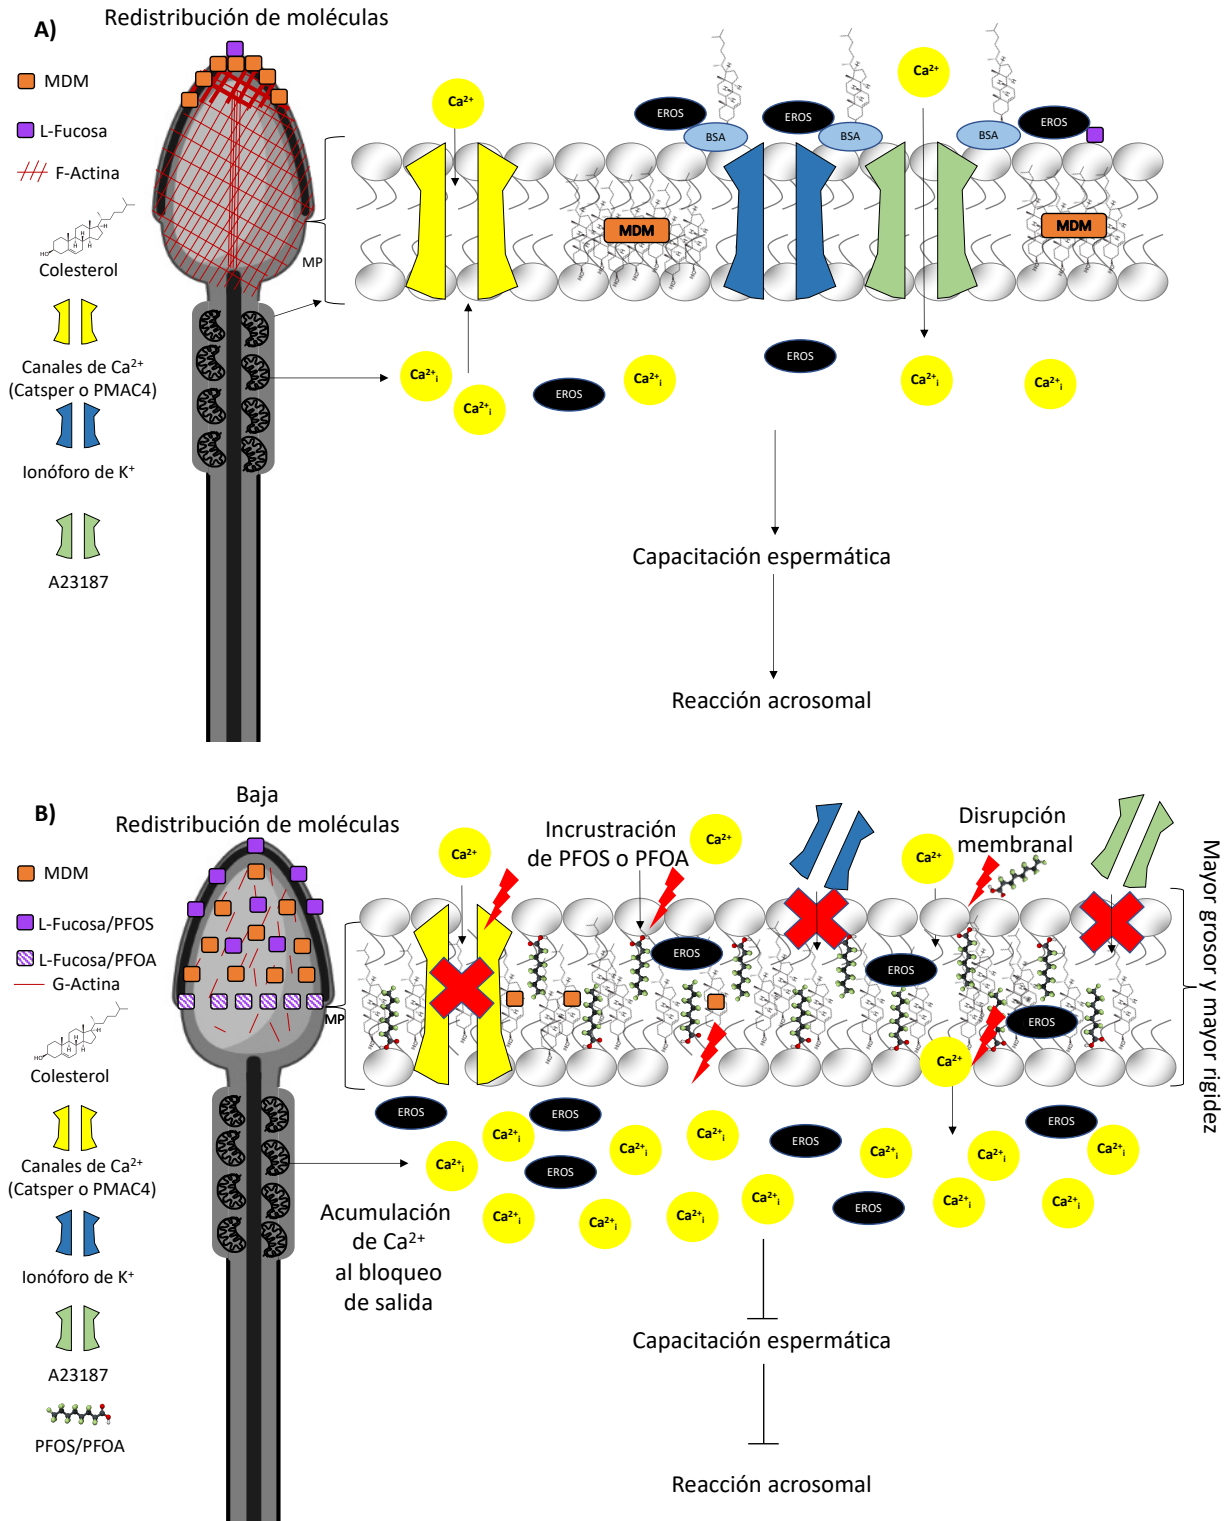 Redistribución de moléculas
A)
MDM
L-Fucosa
F-Actina
HO
H
H
H
Colesterol
Canales de Ca²⁺
(Catsper o PMAC4)
Ionóforo de K⁺
A23187
MP
Ca²⁺
Ca²⁺
EROS
EROS
EROS
BSA
BSA
BSA
MDM
MDM
EROS
EROS
Ca²⁺i
Ca²⁺i
Ca²⁺i
Ca²⁺i
Ca²⁺i
Capacitación espermática
Reacción acrosomal
B)
Baja
Redistribución de moléculas
MDM
L-Fucosa/PFOS
L-Fucosa/PFOA
G-Actina
HO
H
H
H
Colesterol
Canales de Ca²⁺
(Catsper o PMAC4)
Ionóforo de K⁺
A23187
PFOS/PFOA
MP
Ca²⁺
Incrustración
de PFOS o PFOA
Ca²⁺
Ca²⁺
Disrupción
membranal
Mayor grosor y mayor rigidez
EROS
EROS
EROS
Ca²⁺
EROS
EROS
EROS
EROS
EROS
EROS
Ca²⁺i
Ca²⁺i
Ca²⁺i
Ca²⁺i
Ca²⁺i
Ca²⁺i
Ca²⁺i
Ca²⁺i
Ca²⁺i
Ca²⁺i
Ca²⁺i
Ca²⁺i
Ca²⁺i
Ca²⁺i
Acumulación
de Ca²⁺
al bloqueo
de salida
Capacitación espermática
Reacción acrosomal